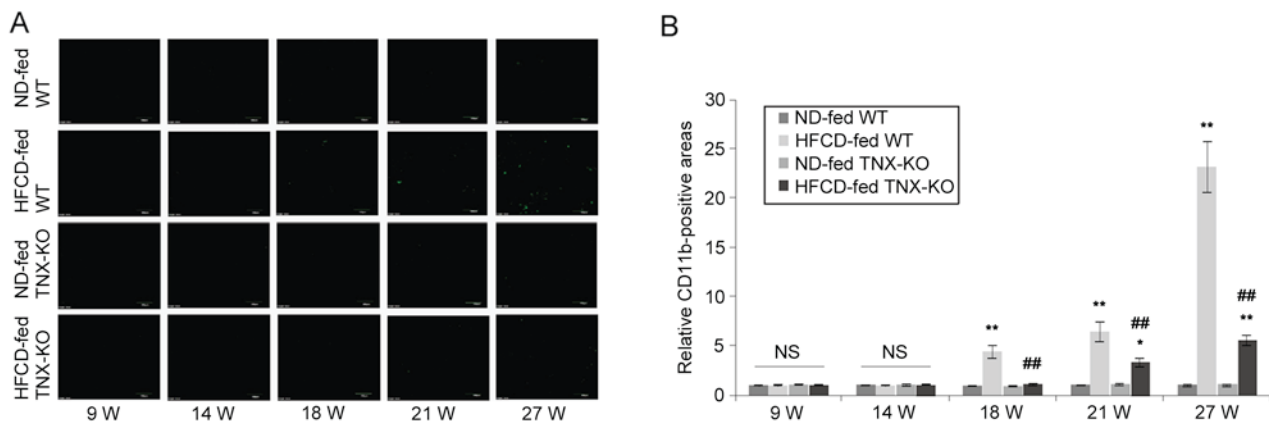 A
ND-fed
WT
HFCD-fed
WT
ND-fed
TNX-KO
HFCD-fed
TNX-KO
9 W 14 W 18 W 21 W 27 W
B
Relative CD11b-positive areas
30
25
20
15
10
5
0
ND-fed WT
HFCD-fed WT
ND-fed TNX-KO
HFCD-fed TNX-KO
NS
NS
**
##
**
##
*
**
##
**
9 W 14 W 18 W 21 W 27 W